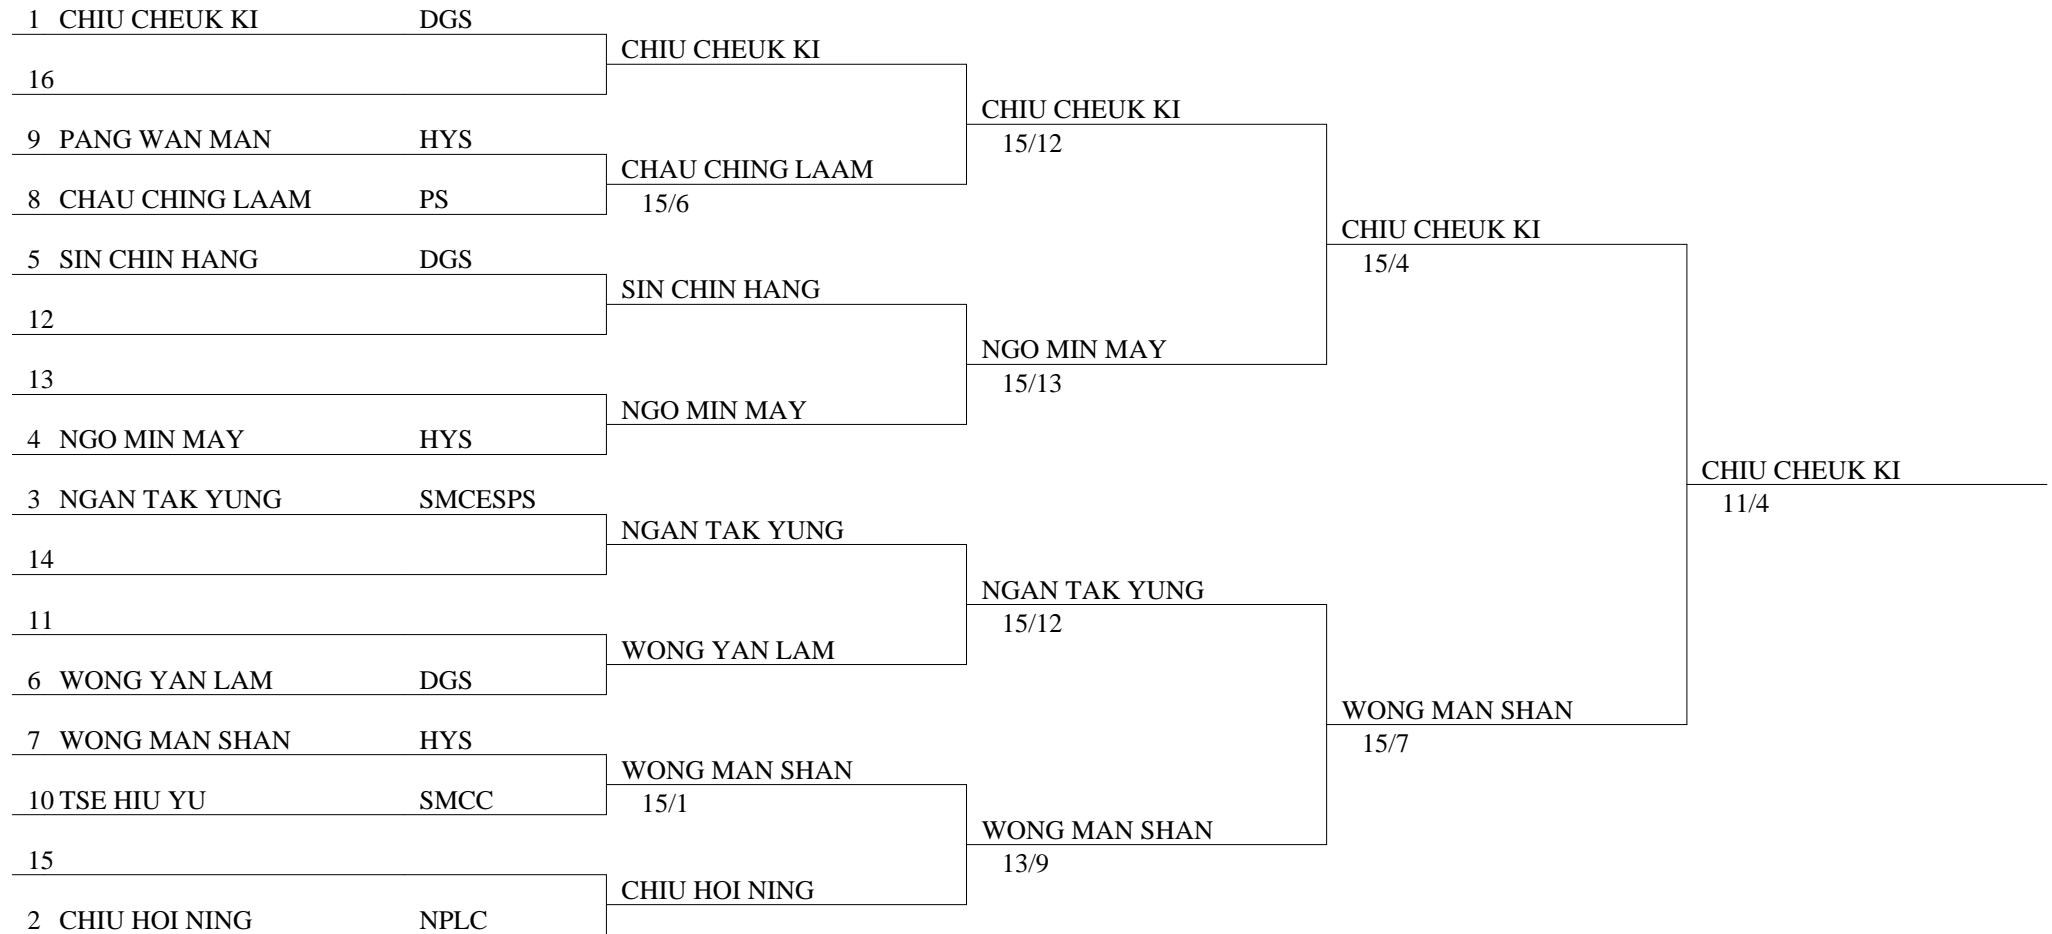 1 CHIU CHEUK KI DGS
CHIU CHEUK KI
16
CHIU CHEUK KI
15/12
9 PANG WAN MAN HYS
CHAU CHING LAAM
15/6
8 CHAU CHING LAAM PS
CHIU CHEUK KI
15/4
5 SIN CHIN HANG DGS
SIN CHIN HANG
12
NGO MIN MAY
15/13
13
NGO MIN MAY
4 NGO MIN MAY HYS
CHIU CHEUK KI
11/4
3 NGAN TAK YUNG SMCESPS
NGAN TAK YUNG
14
NGAN TAK YUNG
15/12
11
WONG YAN LAM
6 WONG YAN LAM DGS
WONG MAN SHAN
15/7
7 WONG MAN SHAN HYS
WONG MAN SHAN
15/1
10 TSE HIU YU SMCC
WONG MAN SHAN
13/9
15
CHIU HOI NING
2 CHIU HOI NING NPLC